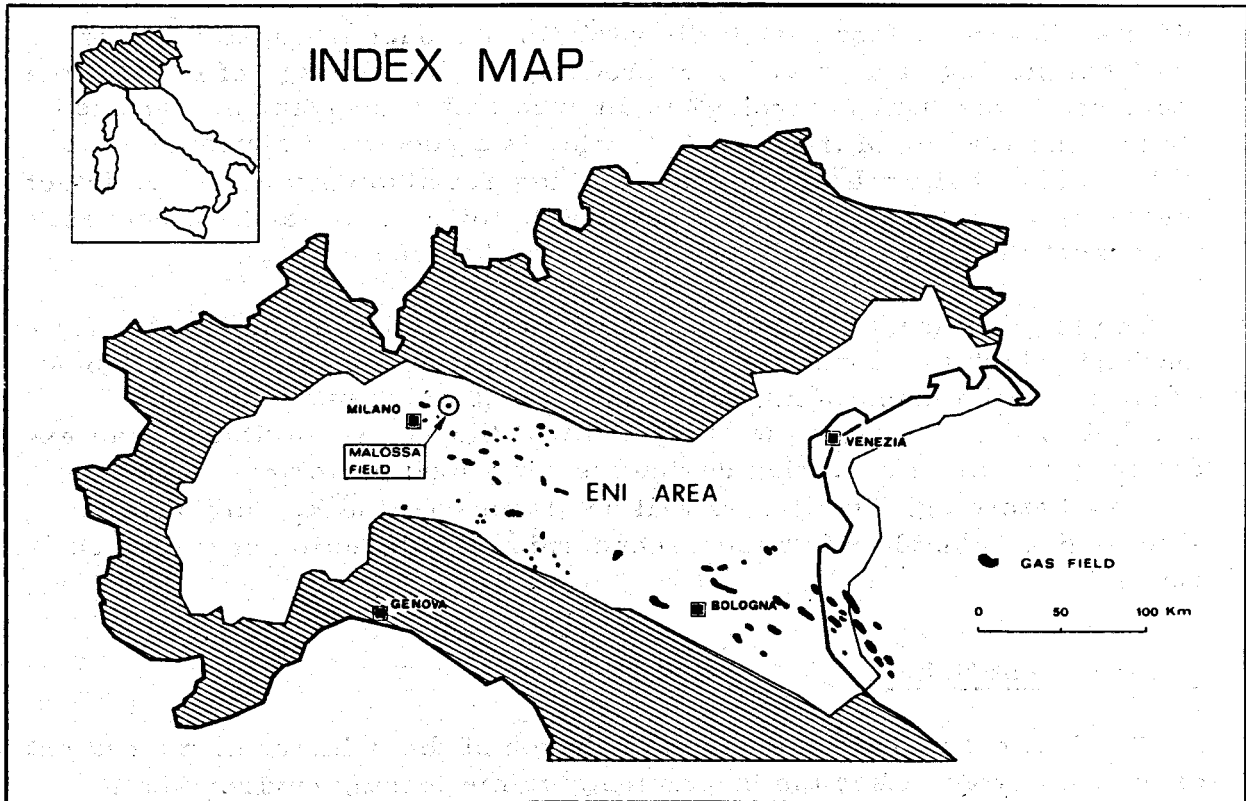 INDEX MAP
MILANO
MALOSSA
FIELD
VENEZIA
ENI AREA
GAS FIELD
GENOVA
BOLOGNA
0 50 100 Km